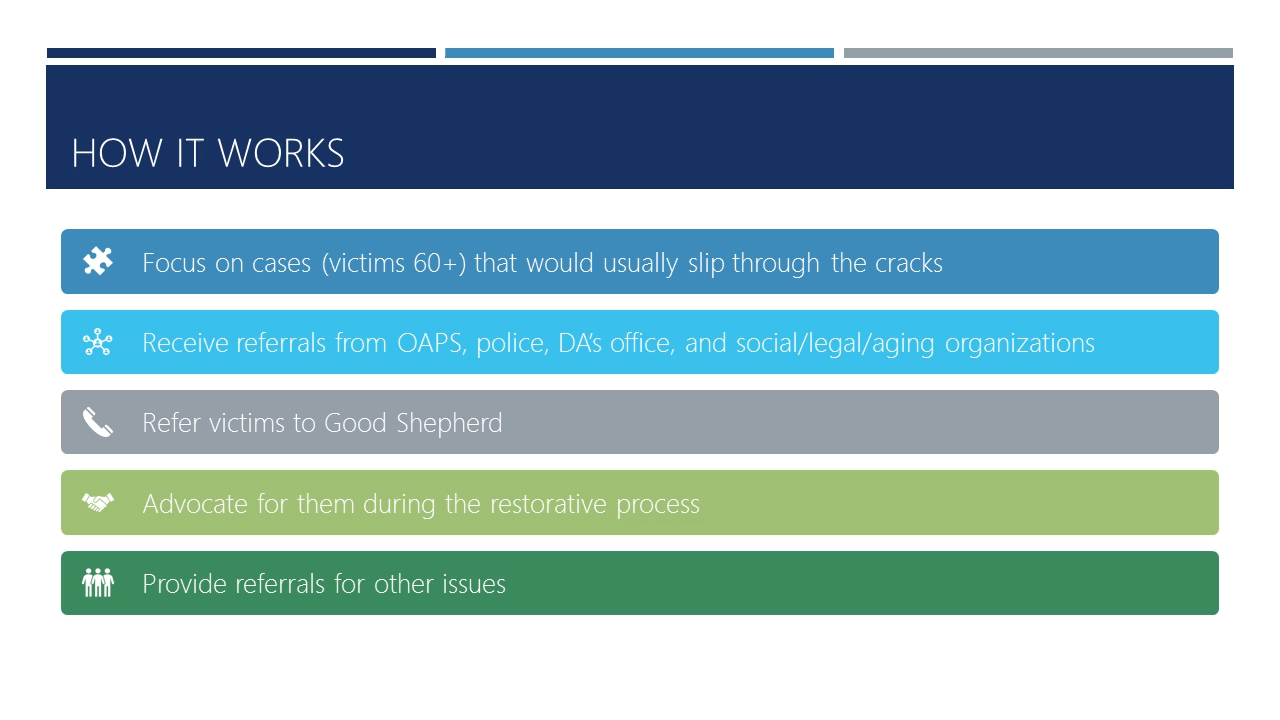 HOW IT WORKS
Focus on cases (victims 60+) that would usually slip through the cracks
Receive referrals from OAPS, police, DA's office, and social/legal/aging organizations
Refer victims to Good Shepherd
Advocate for them during the restorative process
Provide referrals for other issues